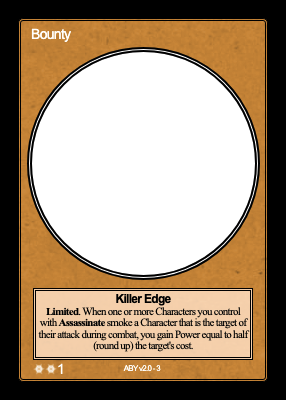 Bounty
Killer Edge
Limited. When one or more Characters you control
with Assassinate smoke a Character that is the target of
their attack during combat, you gain Power equal to half
(round up) the target's cost.
1
ABY v2.0 - 3